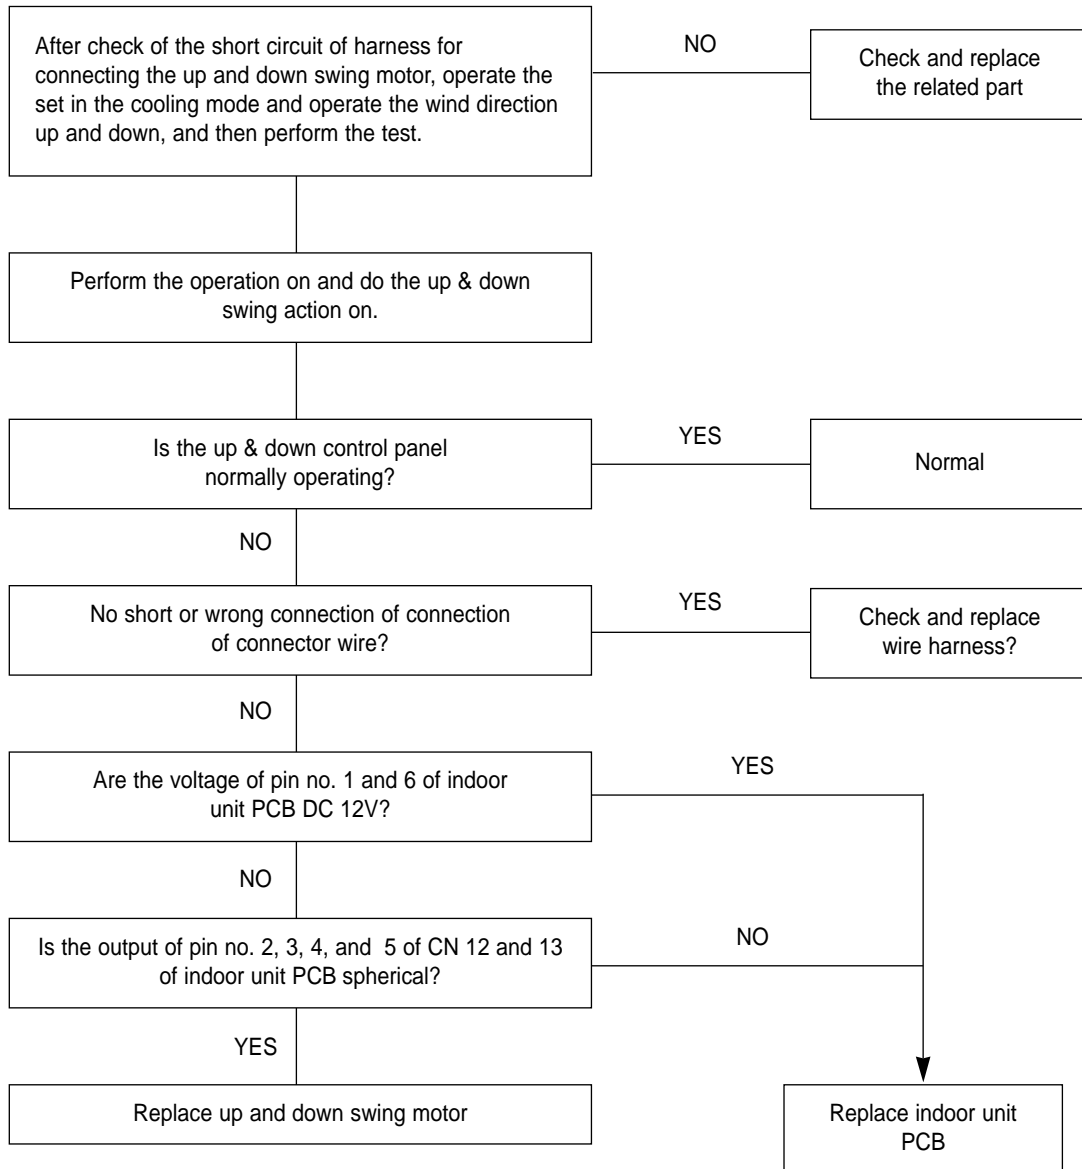 After check of the short circuit of harness for
connecting the up and down swing motor, operate the
set in the cooling mode and operate the wind direction
up and down, and then perform the test.
NO
Check and replace
the related part
Perform the operation on and do the up & down
swing action on.
Is the up & down control panel
normally operating?
YES
Normal
NO
No short or wrong connection of connection
of connector wire?
YES
Check and replace
wire harness?
NO
Are the voltage of pin no. 1 and 6 of indoor
unit PCB DC 12V?
YES
NO
Is the output of pin no. 2, 3, 4, and 5 of CN 12 and 13
of indoor unit PCB spherical?
NO
YES
Replace up and down swing motor
Replace indoor unit
PCB